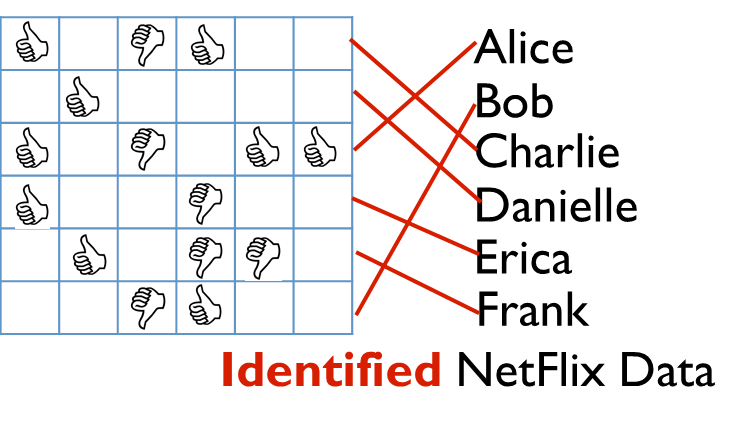 Alice
Bob
Charlie
Danielle
Erica
Frank
Identified NetFlix Data